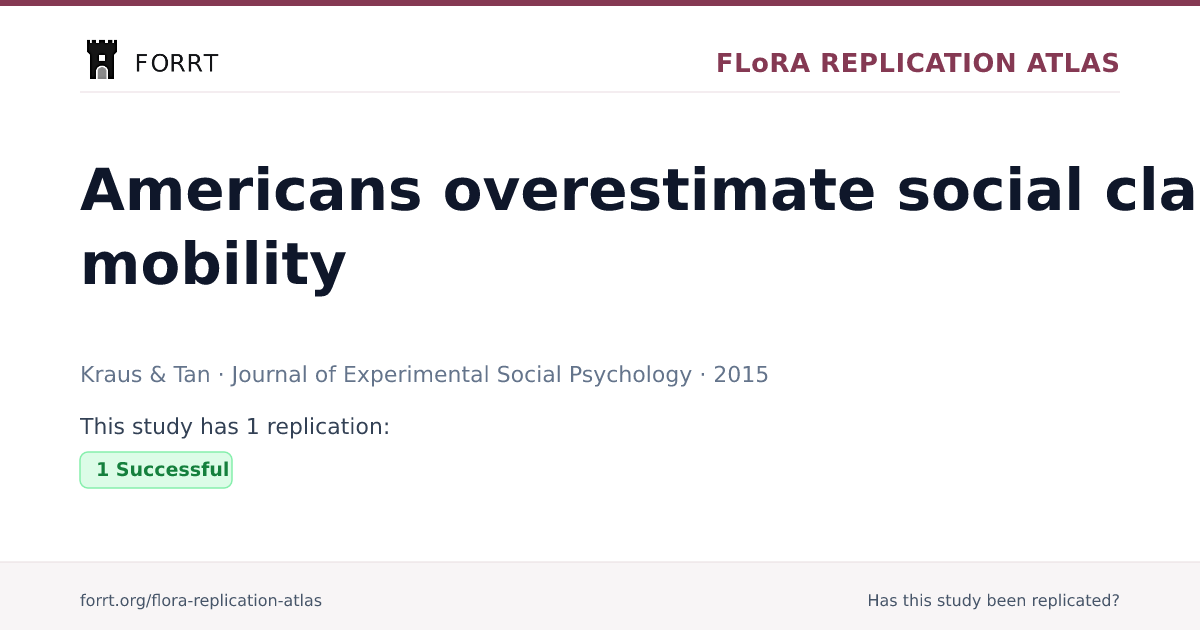 FORRT
FLoRA REPLICATION ATLAS
Americans overestimate social cla
mobility
Kraus & Tan · Journal of Experimental Social Psychology · 2015
This study has 1 replication:
1 Successful
forrt.org/flora-replication-atlas
Has this study been replicated?